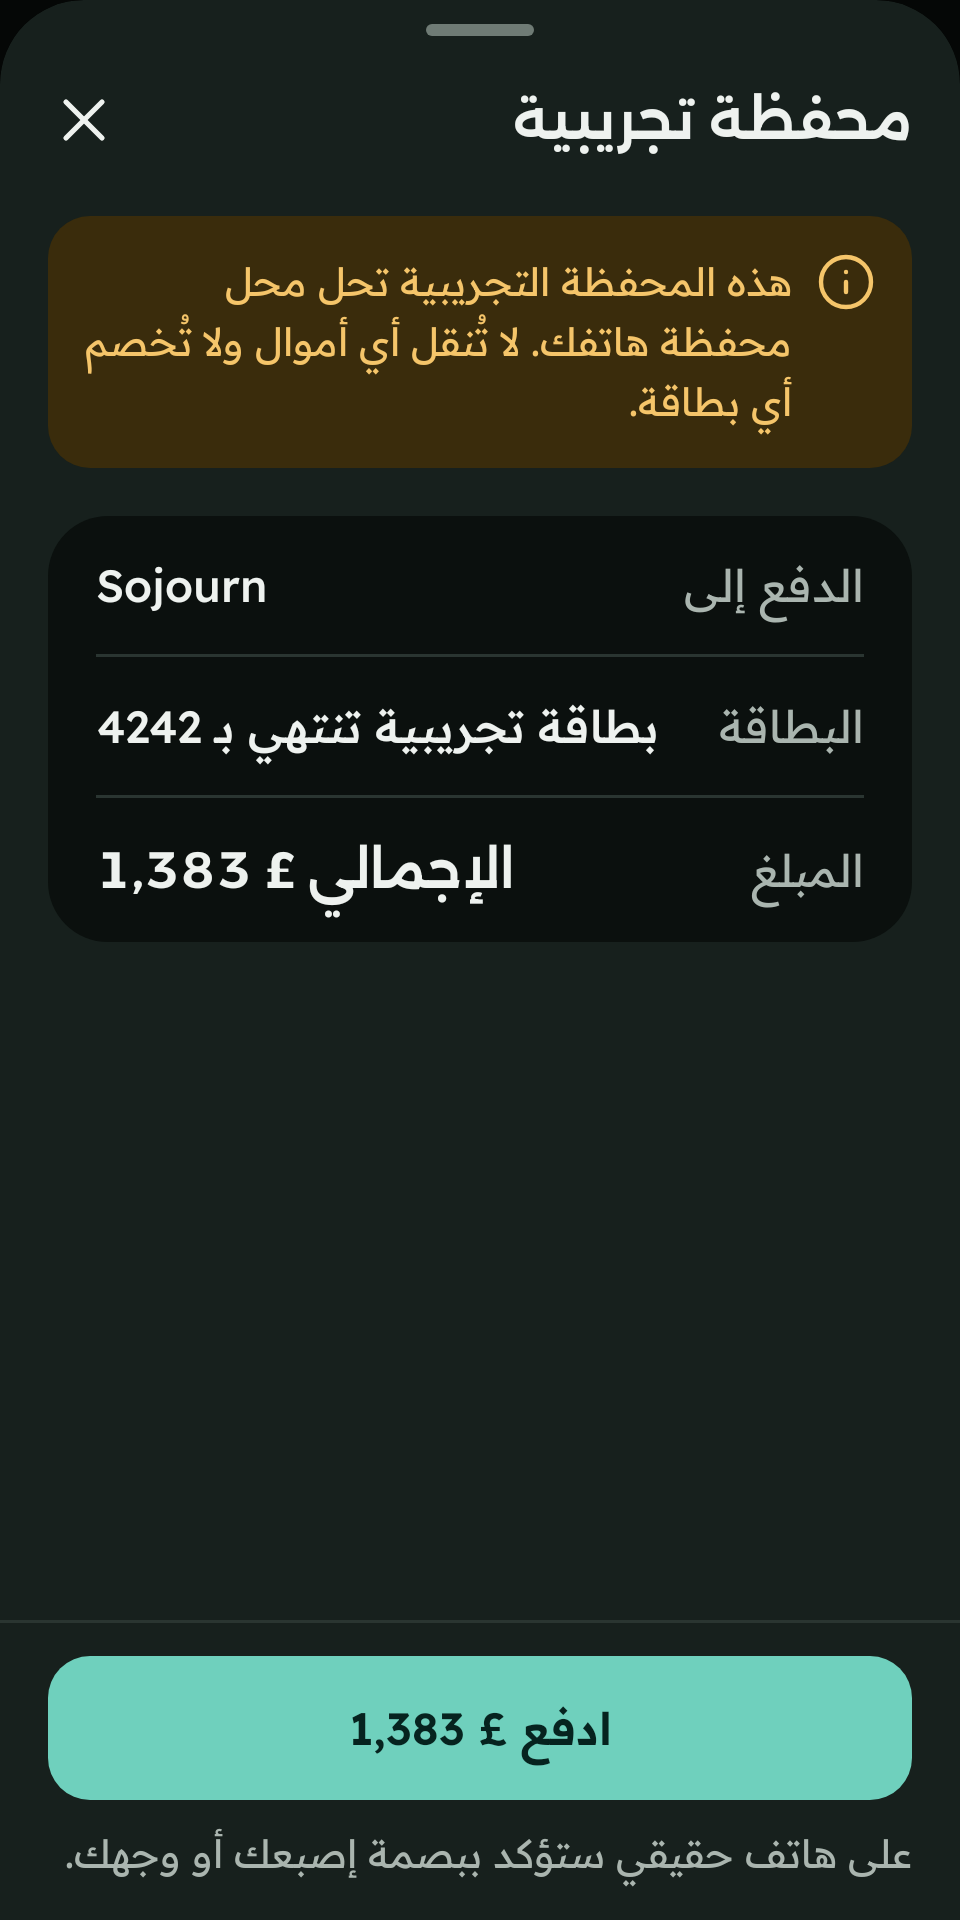 محفظة تجريبية
هذه المحفظة التجريبية تحل محل
محفظة هاتفك. لا تُنقل أي أموال ولا تُخصم
أي بطاقة.
الدفع إلى Sojourn
البطاقة بطاقة تجريبية تنتهي بـ 4242
المبلغ الإجمالي £ 1,383
ادفع £ 1,383
على هاتف حقيقي ستؤكد ببصمة إصبعك أو وجهك.